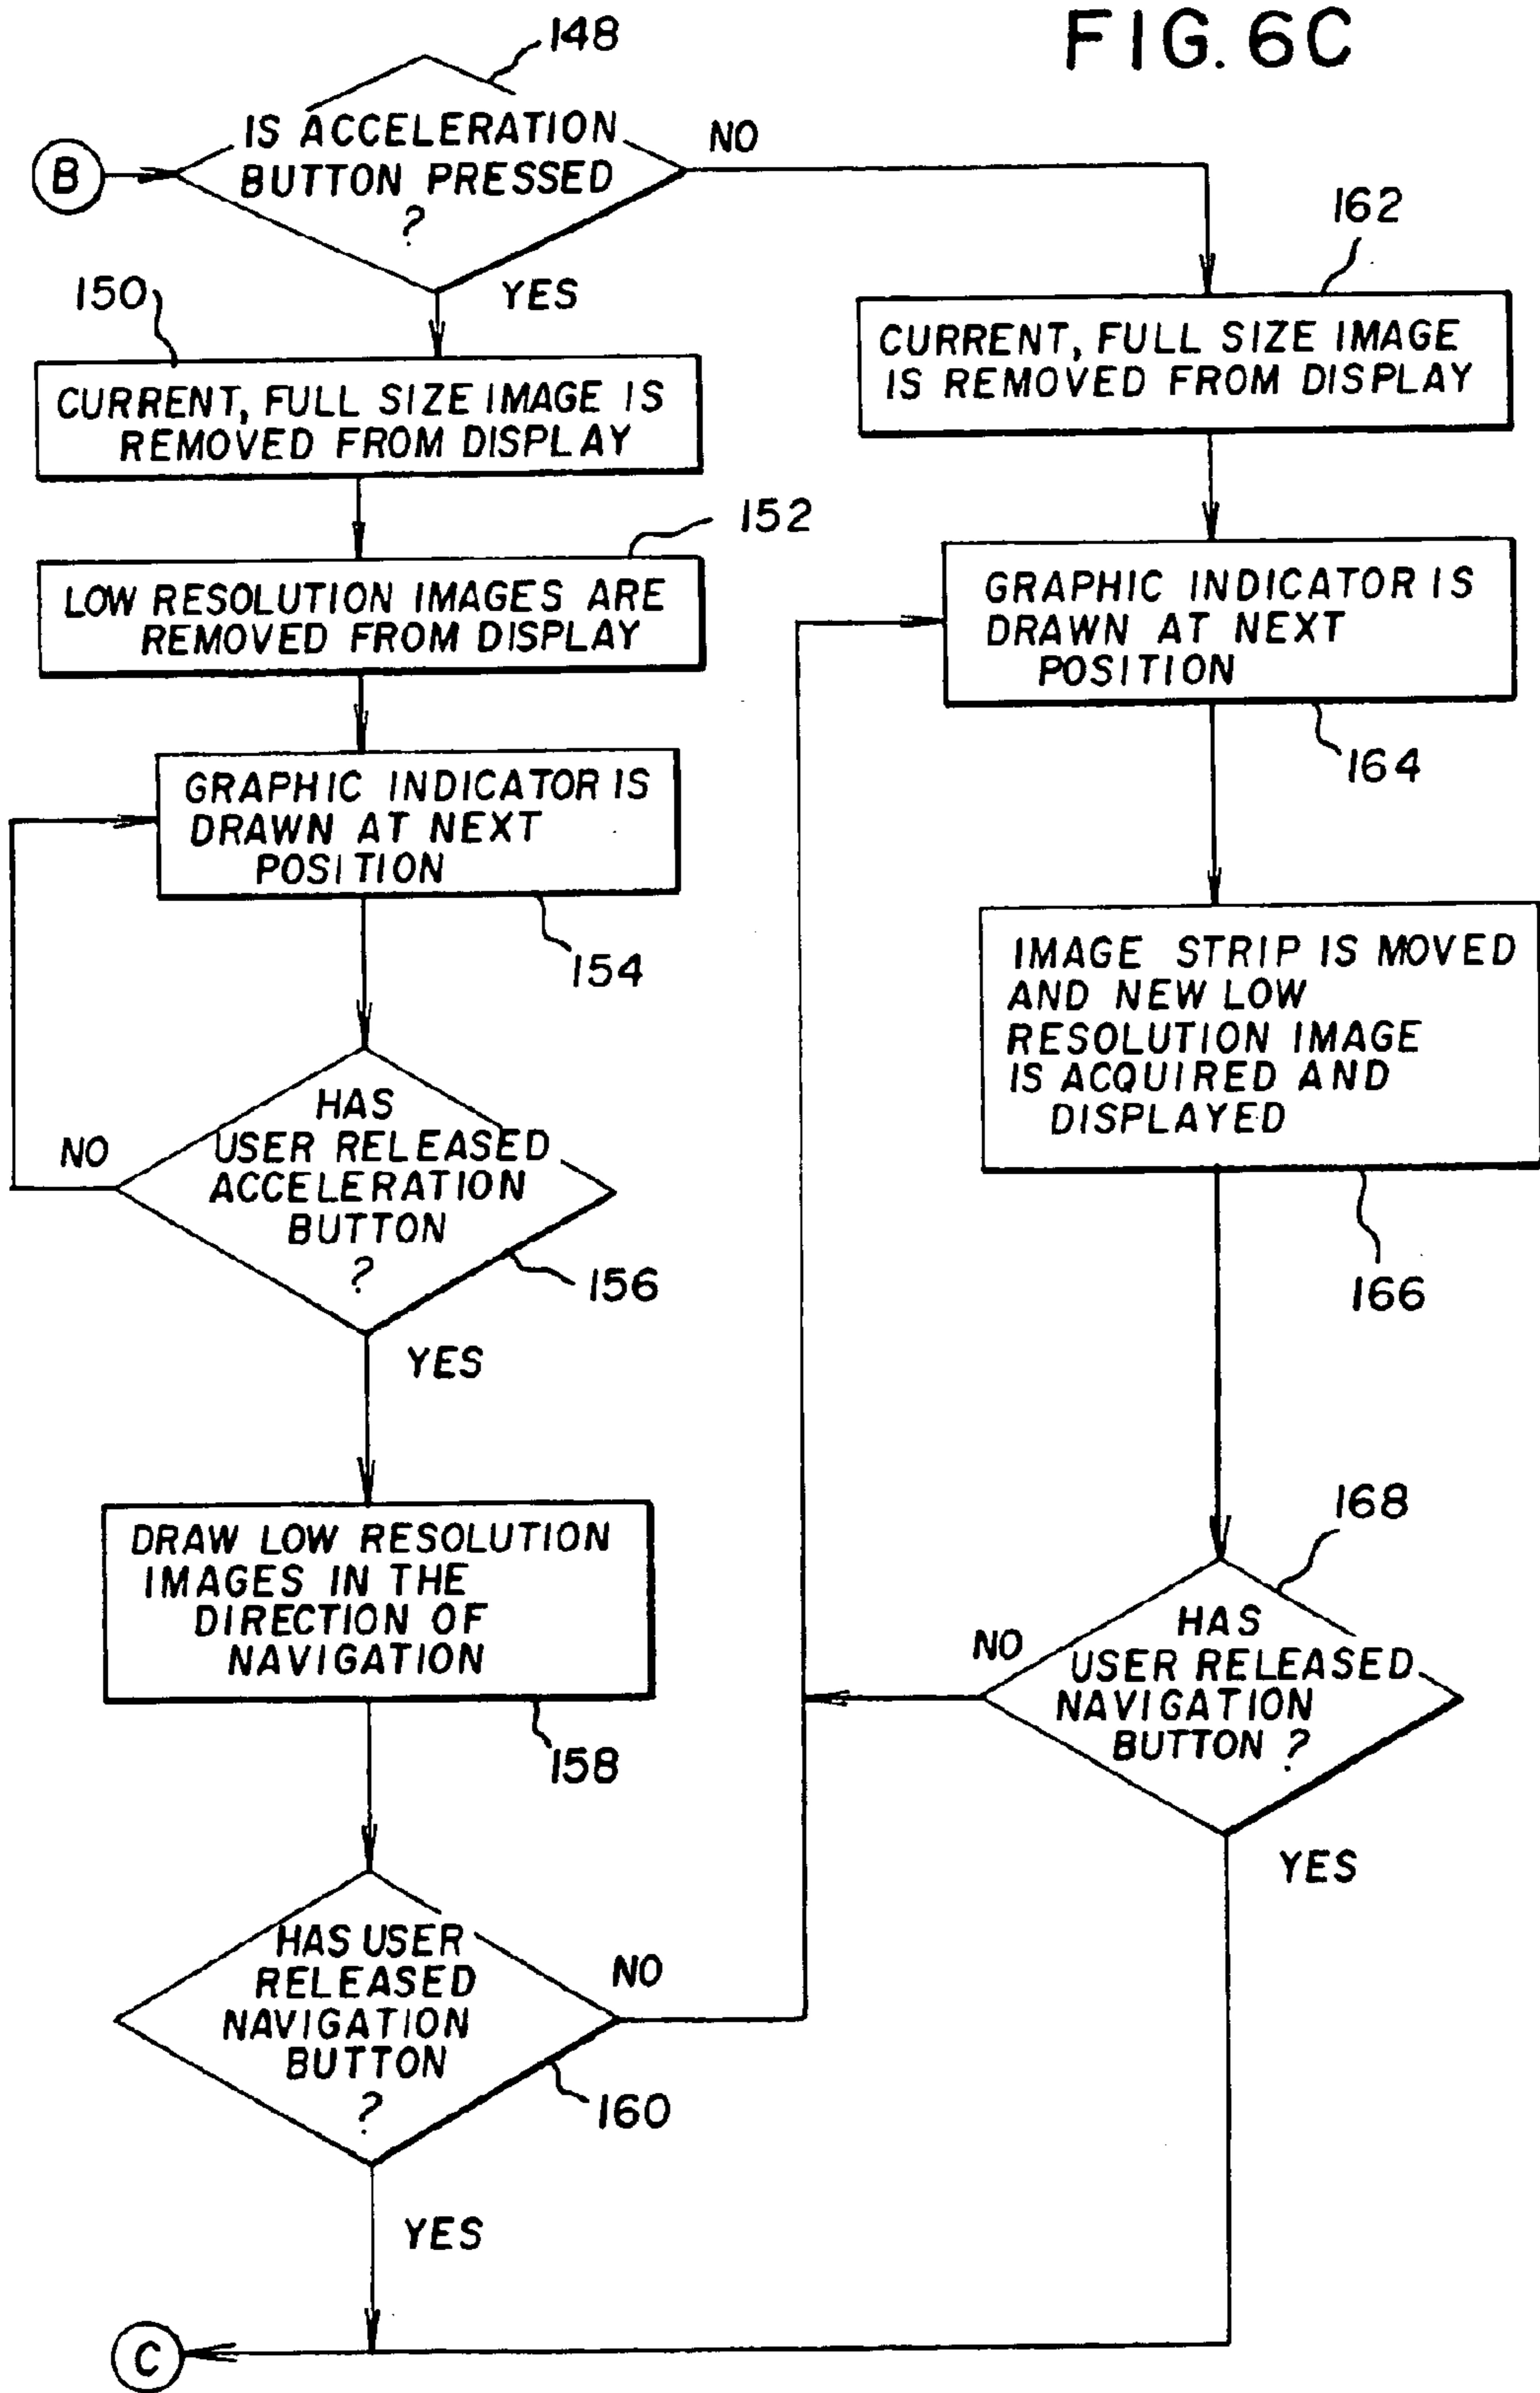 FIG. 6C
148
B
IS ACCELERATION
BUTTON PRESSED
?
NO
YES
150
CURRENT, FULL SIZE IMAGE IS
REMOVED FROM DISPLAY
152
LOW RESOLUTION IMAGES ARE
REMOVED FROM DISPLAY
GRAPHIC INDICATOR IS
DRAWN AT NEXT
POSITION
154
HAS
USER RELEASED
ACCELERATION
BUTTON
?
NO
156
YES
DRAW LOW RESOLUTION
IMAGES IN THE
DIRECTION OF
NAVIGATION
158
HAS USER
RELEASED
NAVIGATION
BUTTON
?
NO
160
YES
162
CURRENT, FULL SIZE IMAGE
IS REMOVED FROM DISPLAY
GRAPHIC INDICATOR IS
DRAWN AT NEXT
POSITION
164
IMAGE STRIP IS MOVED
AND NEW LOW
RESOLUTION IMAGE
IS ACQUIRED AND
DISPLAYED
166
168
HAS
USER RELEASED
NAVIGATION
BUTTON ?
NO
YES
C